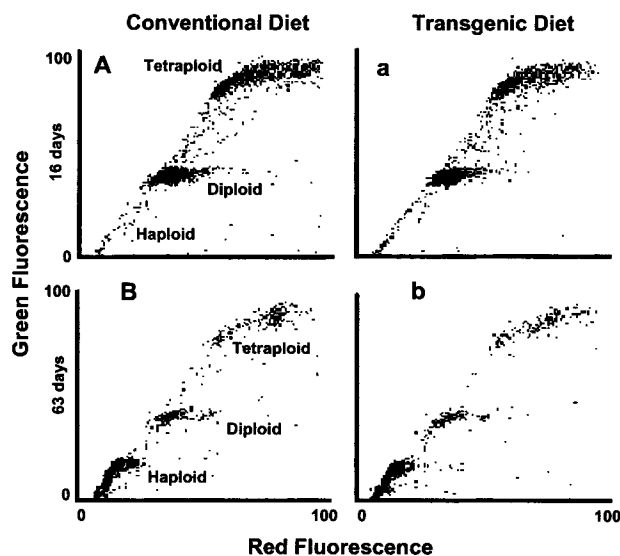 Conventional Diet
Transgenic Diet
Green Fluorescence
16 days
100
0
A
Tetraploid
Diploid
Haploid
a
63 days
100
0
B
Tetraploid
Diploid
Haploid
b
0
100
0
100
Red Fluorescence